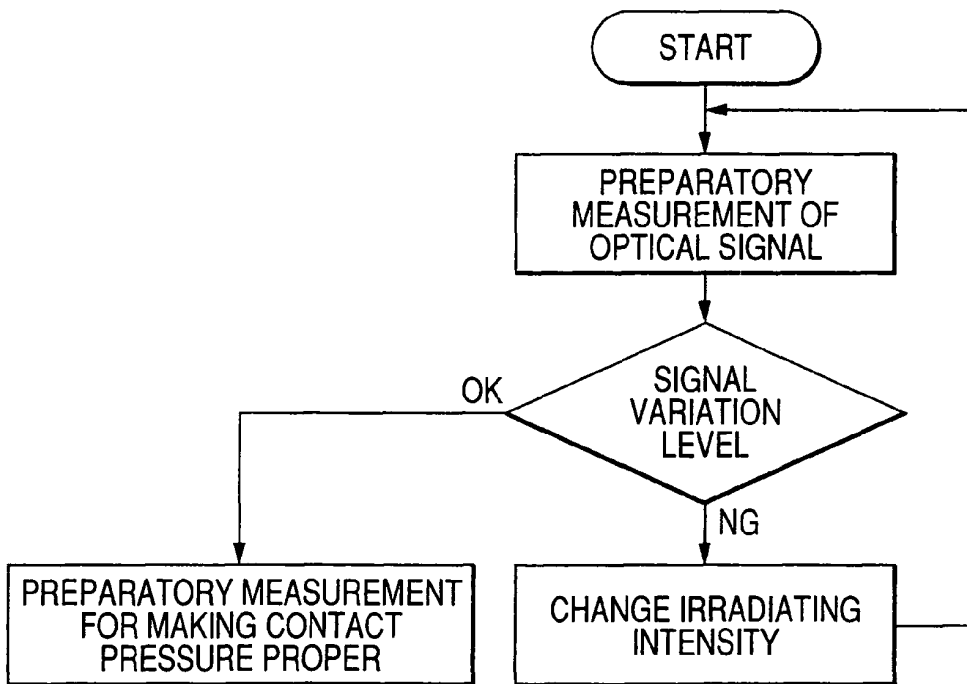 START
PREPARATORY
MEASUREMENT OF
OPTICAL SIGNAL
SIGNAL
VARIATION
LEVEL
OK
NG
PREPARATORY MEASUREMENT
FOR MAKING CONTACT
PRESSURE PROPER
CHANGE IRRADIATING
INTENSITY